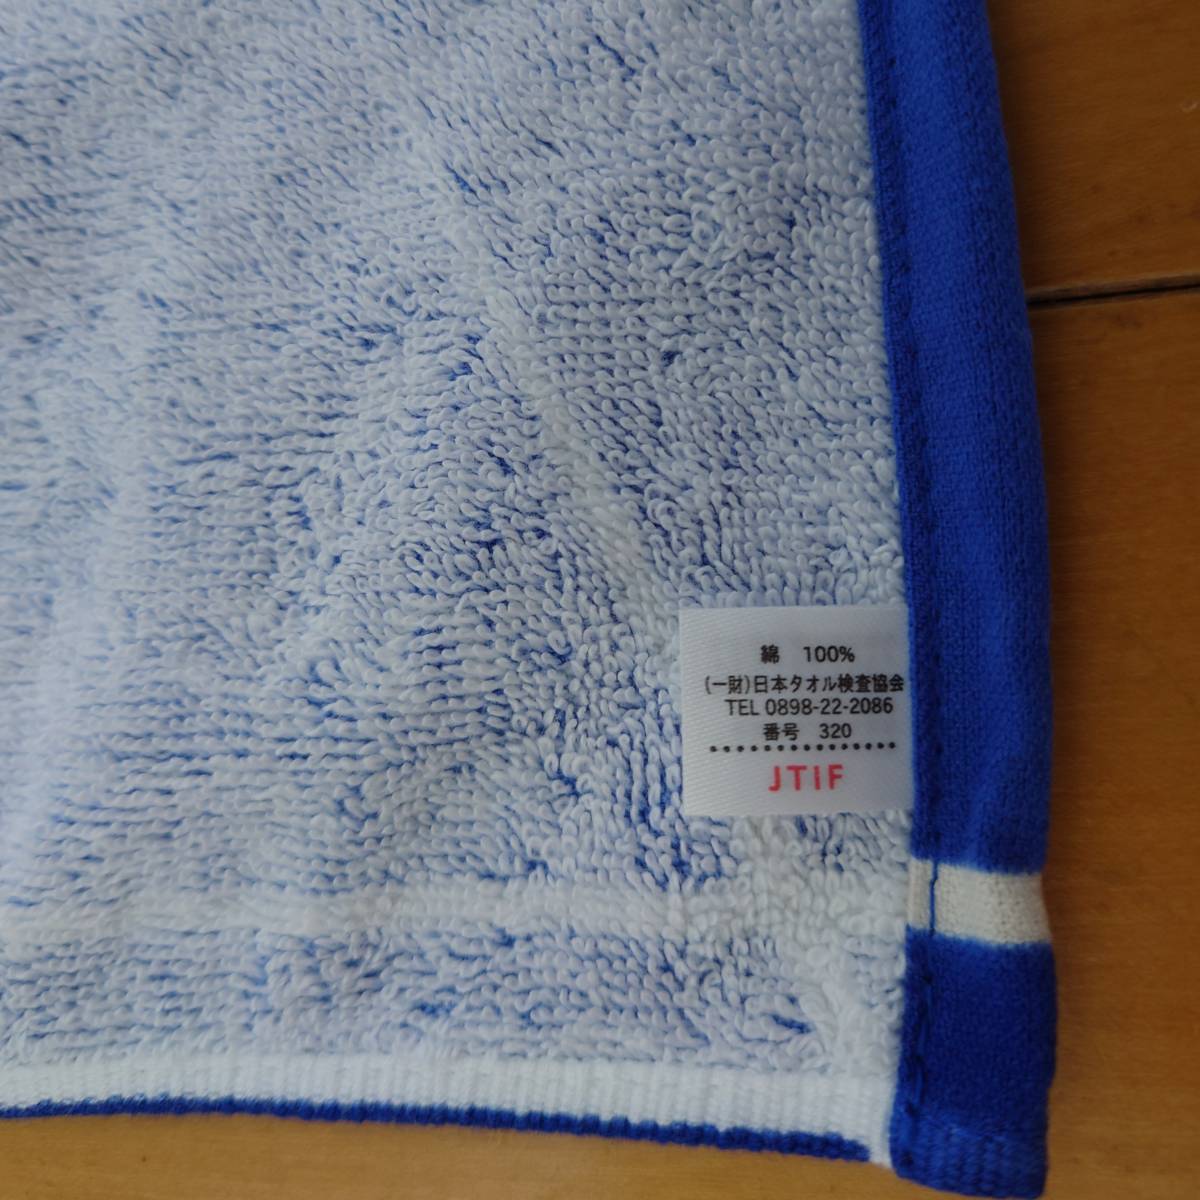 綿　100%
(一財)日本タオル検査協会
TEL 0898-22-2086
番号　320
JTIF